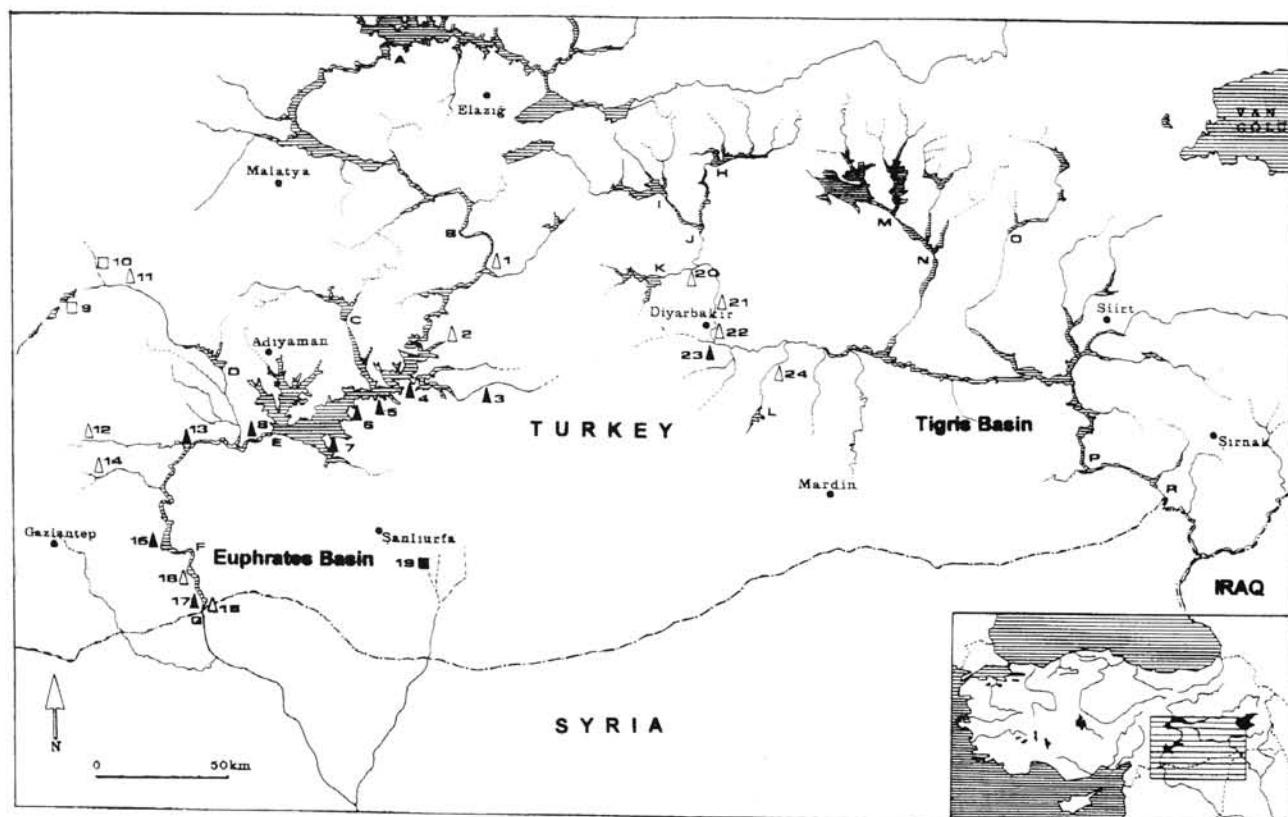 A
Elazığ
VAN
GÖLÜ
Malatya
H
I
M
B
J
N
O
10
11
1
K
20
9
21
Siirt
C
Diyarbakır
22
2
Adıyaman
23
D
24
4
3
5
6
L
12
13
8
E
7
TURKEY
Tigris Basin
Şırnak
14
P
Mardin
R
Gaziantep
Şanlıurfa
15
F
Euphrates Basin
19
16
IRAQ
17
18
Q
N
SYRIA
0
50km